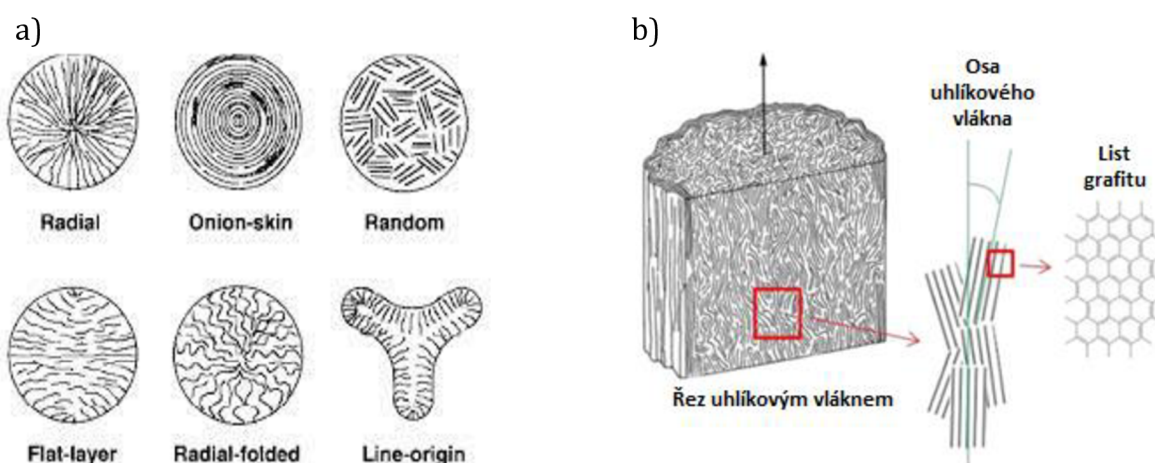 a)
Radial
Onion-skin
Random
Flat-layer
Radial-folded
Line-origin
b)
Osa
uhlíkového
vlákna
List
grafitu
Řez uhlíkovým vláknem